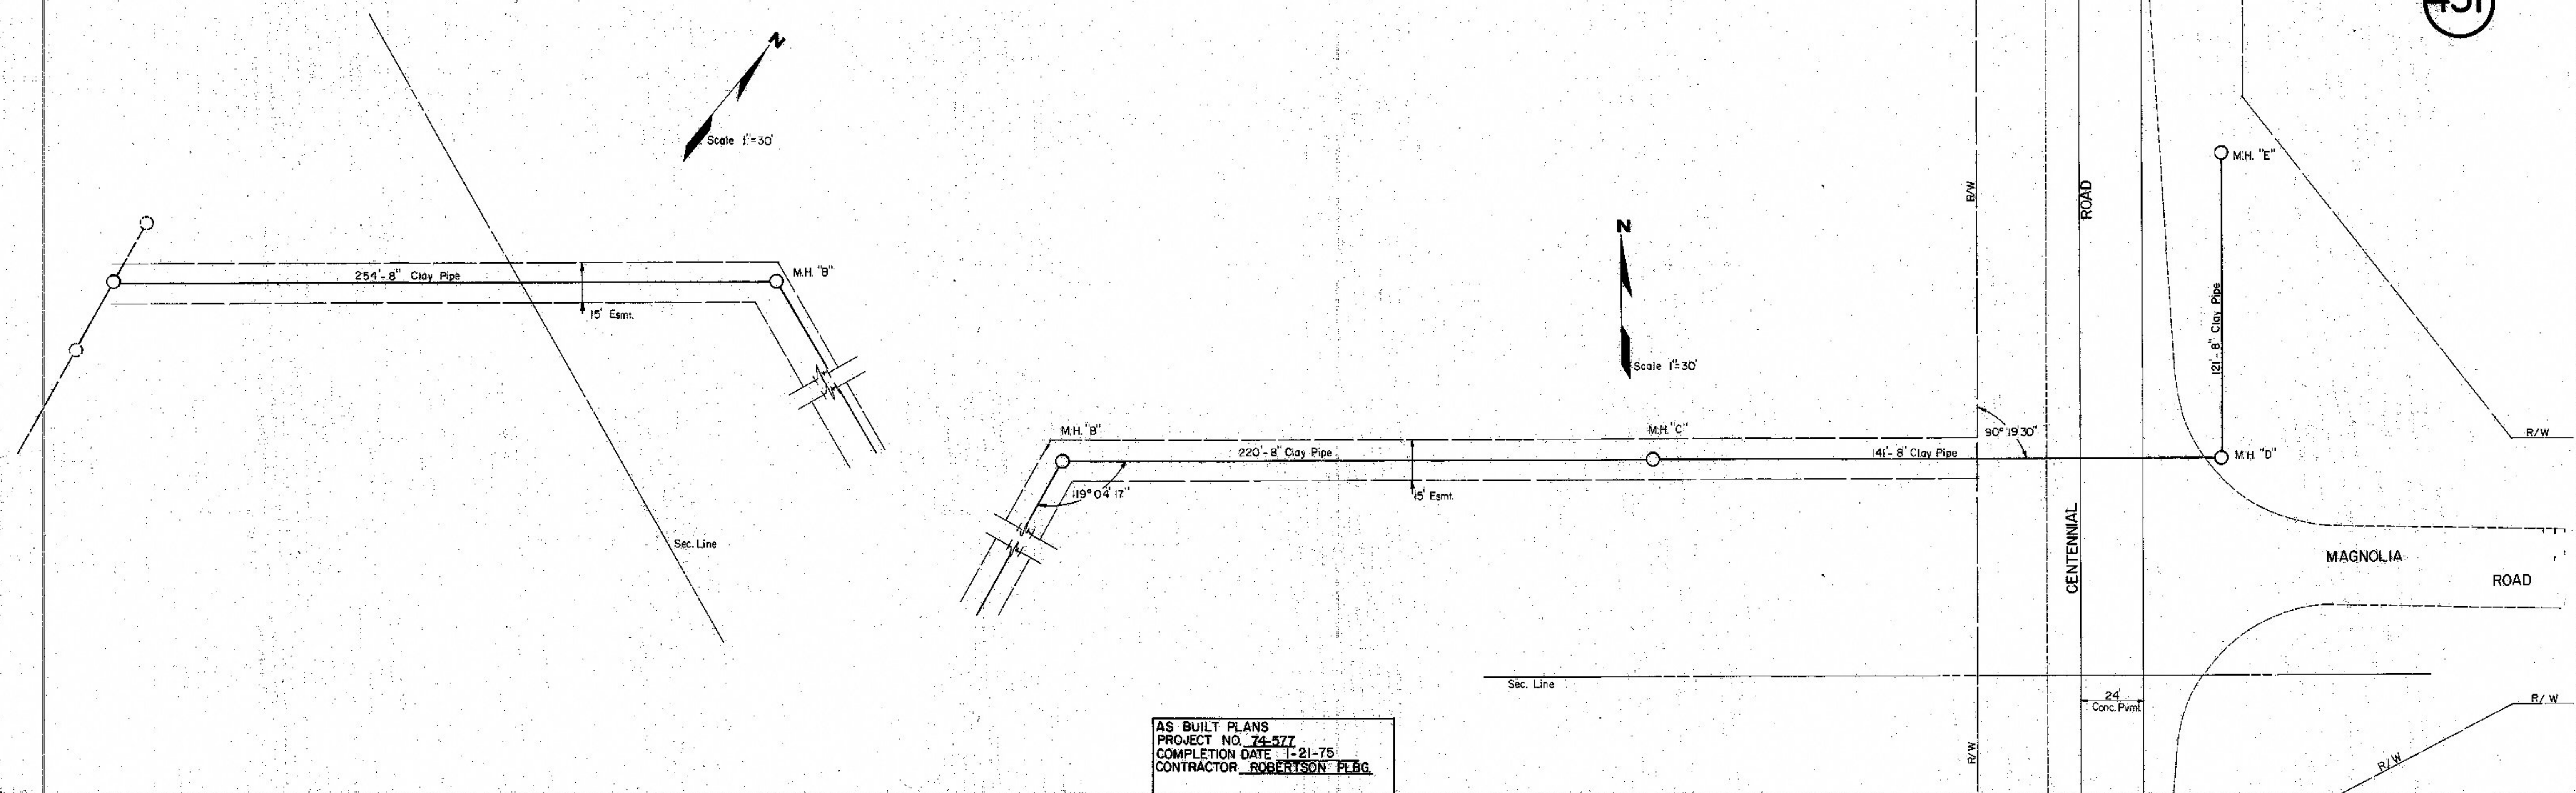 451
N
Scale 1"=30'
254'-8" Clay Pipe
M.H. "B"
15' Esmt.
Sec. Line
N
Scale 1"=30'
M.H. "B"
220'-8" Clay Pipe
119° 04' 17"
15' Esmt.
M.H. "C"
141'-8" Clay Pipe
90° 19' 30"
R/W
ROAD
CENTENNIAL
M.H. "E"
121'-8" Clay Pipe
M.H. "D"
R/W
MAGNOLIA
ROAD
Sec. Line
24'
Conc. Pvmt.
R/W
R/W
R/W
AS BUILT PLANS
PROJECT NO. 74-577
COMPLETION DATE 1-21-75
CONTRACTOR ROBERTSON PLBG.